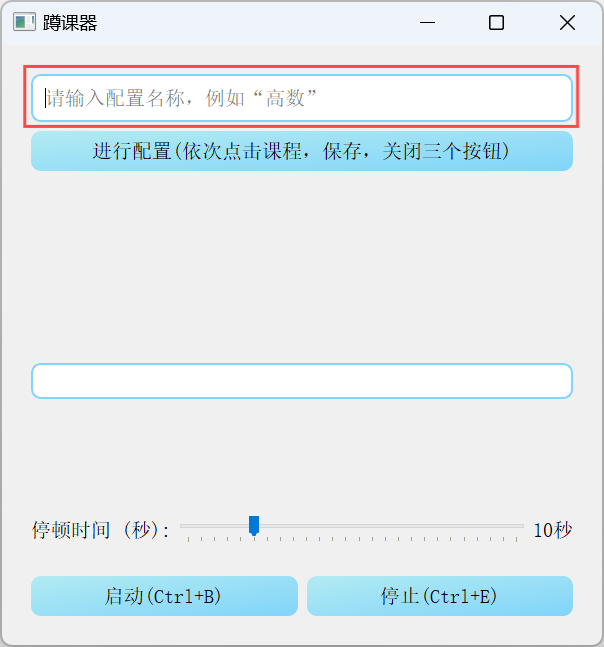 蹲课器
请输入配置名称，例如“高数”
进行配置(依次点击课程，保存，关闭三个按钮)
停顿时间 (秒): 10秒
启动(Ctrl+B) 停止(Ctrl+E)